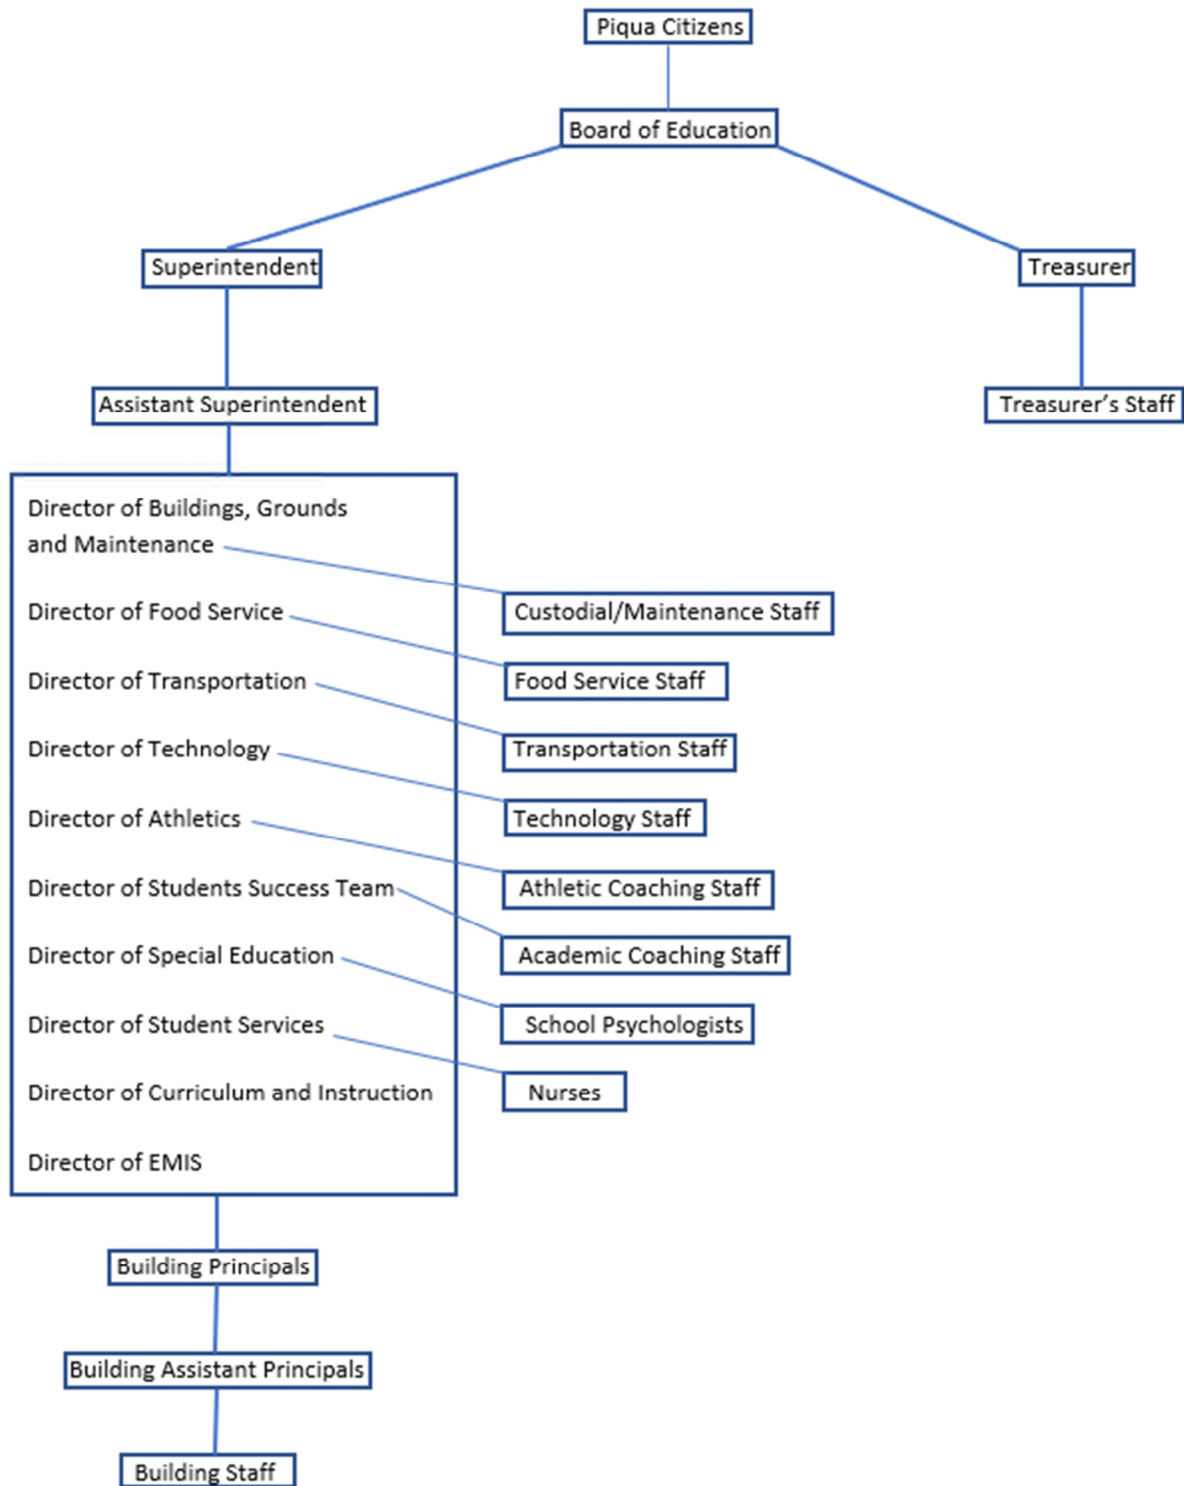 Piqua Citizens
Board of Education
Superintendent
Treasurer
Assistant Superintendent
Treasurer’s Staff
Director of Buildings, Grounds
and Maintenance
Director of Food Service
Custodial/Maintenance Staff
Director of Transportation
Food Service Staff
Director of Technology
Transportation Staff
Director of Athletics
Technology Staff
Director of Students Success Team
Athletic Coaching Staff
Director of Special Education
Academic Coaching Staff
Director of Student Services
School Psychologists
Director of Curriculum and Instruction
Nurses
Director of EMIS
Building Principals
Building Assistant Principals
Building Staff